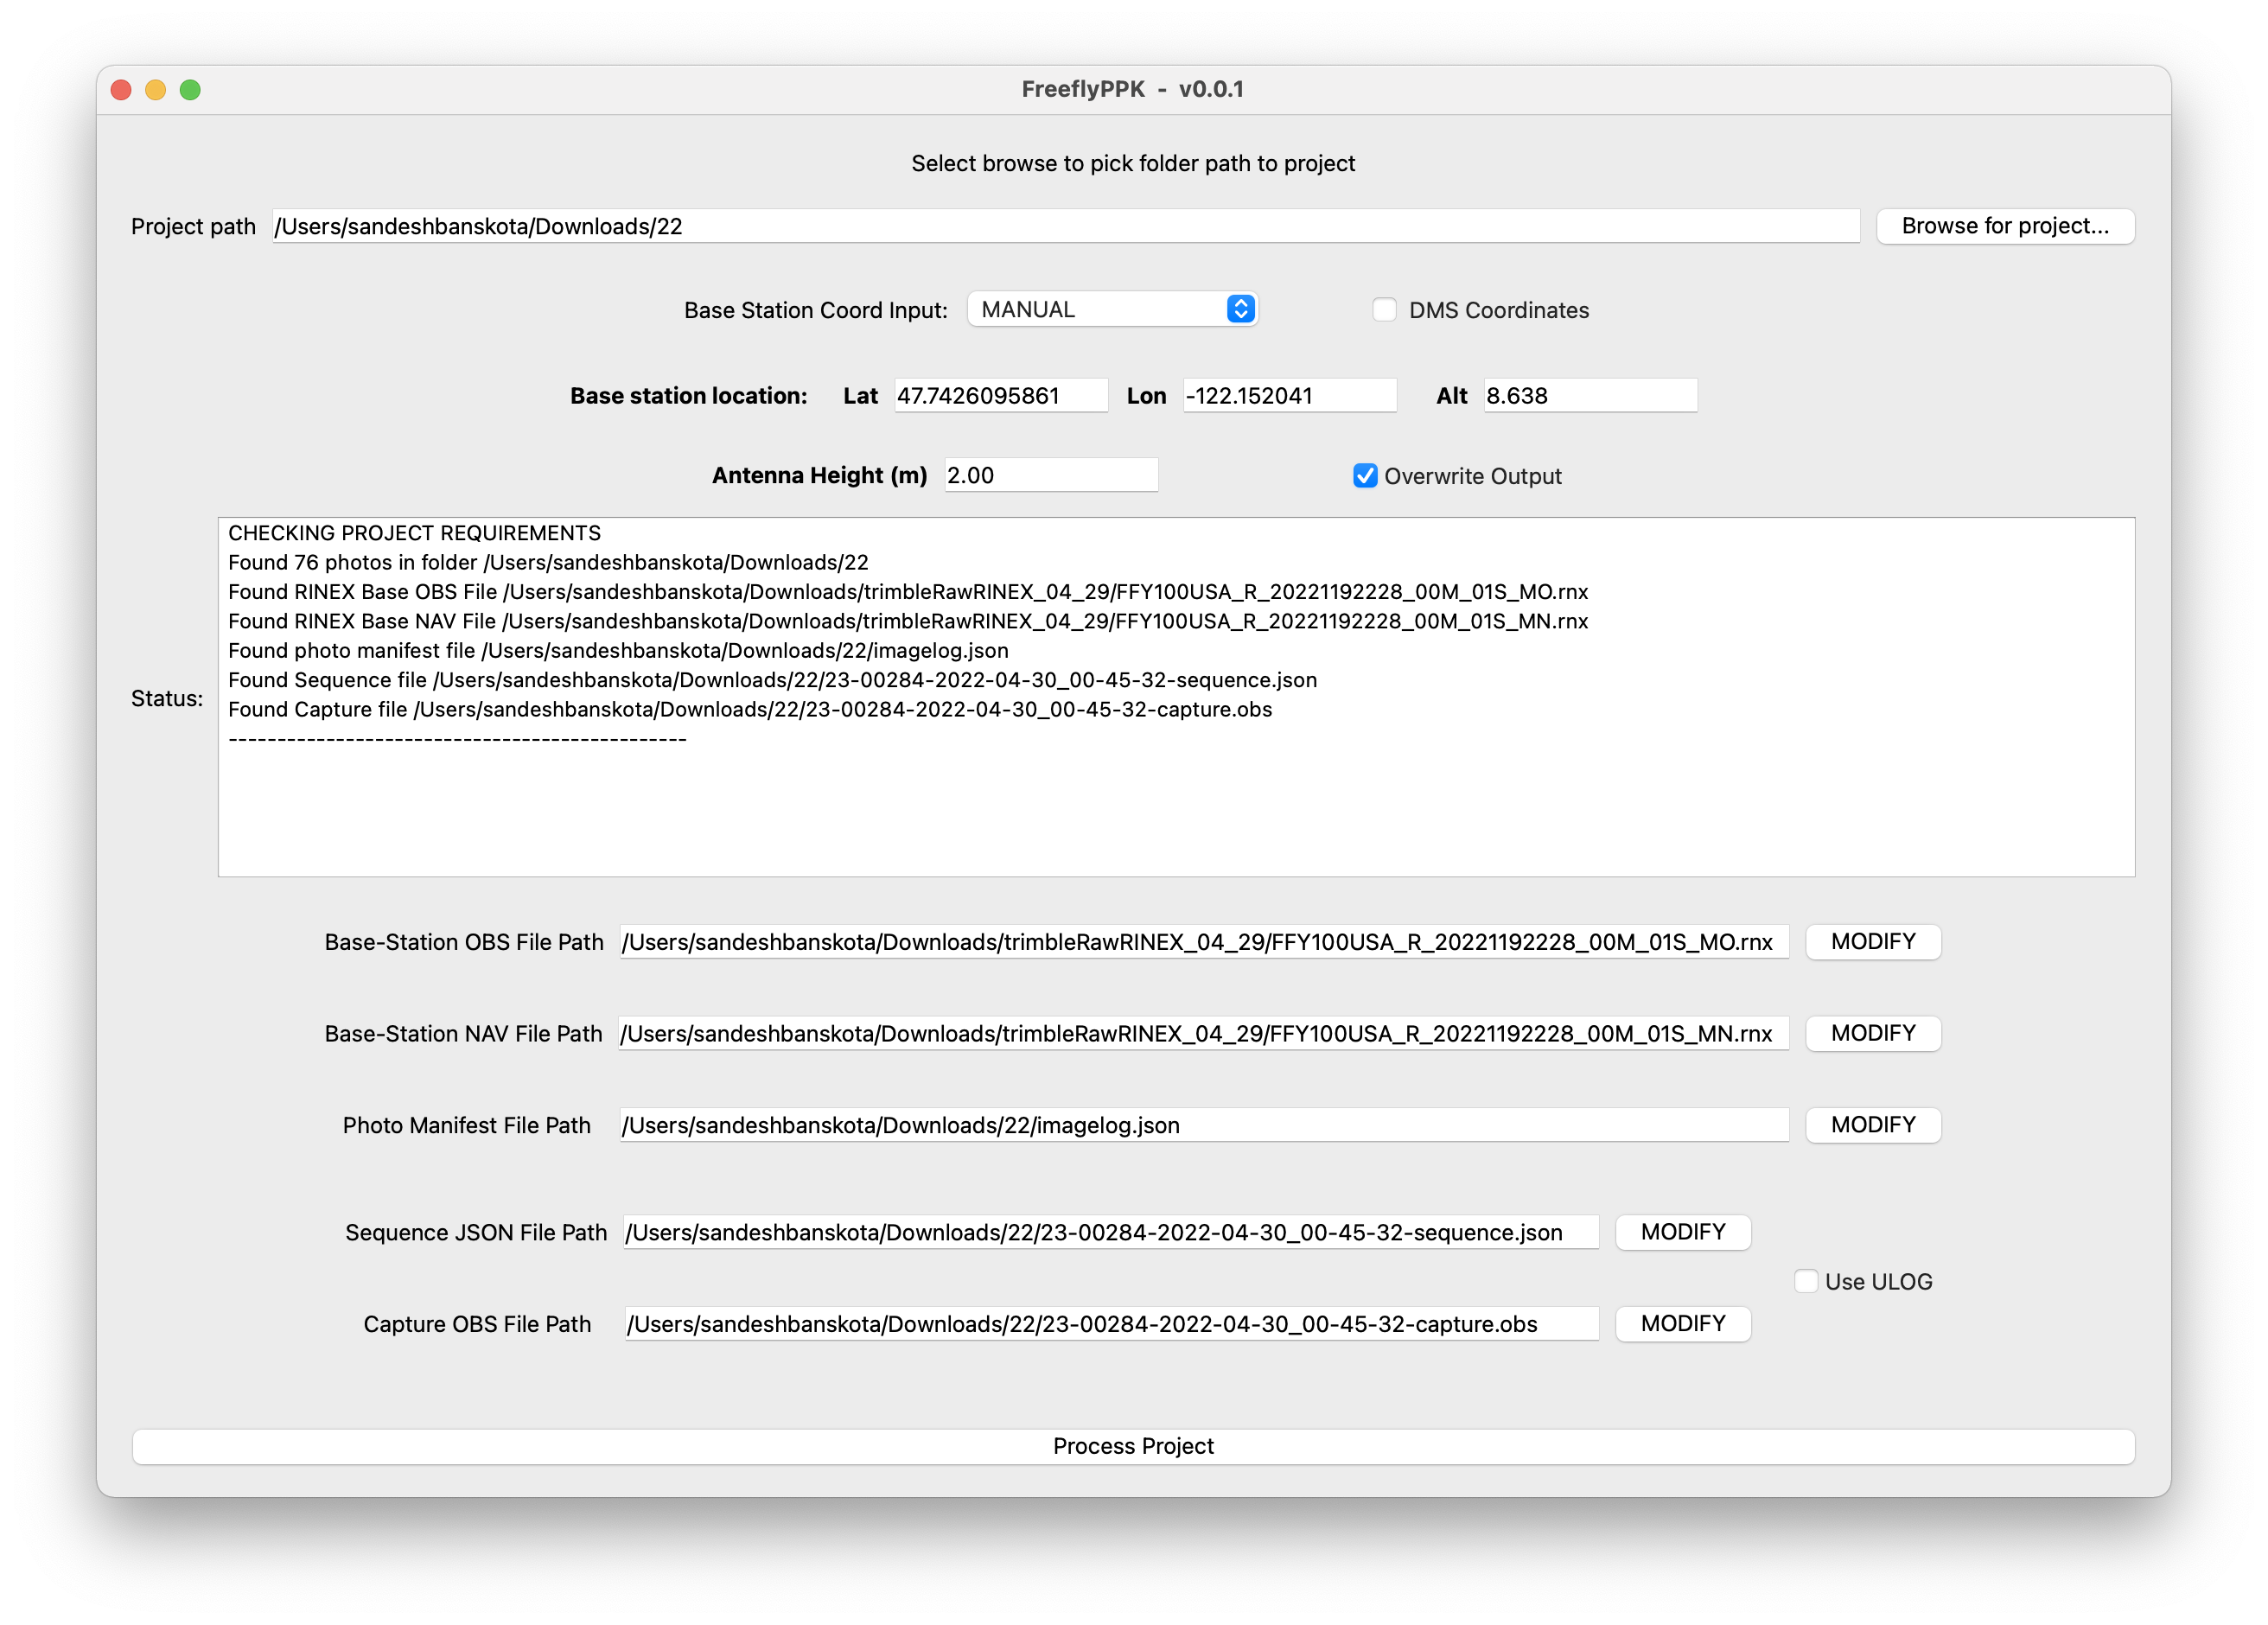 FreeflyPPK - v0.0.1
Select browse to pick folder path to project
Project path /Users/sandeshbanskota/Downloads/22 Browse for project...
Base Station Coord Input: MANUAL DMS Coordinates
Base station location: Lat 47.7426095861 Lon -122.152041 Alt 8.638
Antenna Height (m) 2.00 Overwrite Output
CHECKING PROJECT REQUIREMENTS
Found 76 photos in folder /Users/sandeshbanskota/Downloads/22
Found RINEX Base OBS File /Users/sandeshbanskota/Downloads/trimbleRawRINEX_04_29/FFY100USA_R_20221192228_00M_01S_MO.rnx
Found RINEX Base NAV File /Users/sandeshbanskota/Downloads/trimbleRawRINEX_04_29/FFY100USA_R_20221192228_00M_01S_MN.rnx
Found photo manifest file /Users/sandeshbanskota/Downloads/22/imagelog.json
Found Sequence file /Users/sandeshbanskota/Downloads/22/23-00284-2022-04-30_00-45-32-sequence.json
Status:
Found Capture file /Users/sandeshbanskota/Downloads/22/23-00284-2022-04-30_00-45-32-capture.obs
-----------------------------------------------
Base-Station OBS File Path /Users/sandeshbanskota/Downloads/trimbleRawRINEX_04_29/FFY100USA_R_20221192228_00M_01S_MO.rnx MODIFY
Base-Station NAV File Path /Users/sandeshbanskota/Downloads/trimbleRawRINEX_04_29/FFY100USA_R_20221192228_00M_01S_MN.rnx MODIFY
Photo Manifest File Path /Users/sandeshbanskota/Downloads/22/imagelog.json MODIFY
Sequence JSON File Path /Users/sandeshbanskota/Downloads/22/23-00284-2022-04-30_00-45-32-sequence.json MODIFY
Use ULOG
Capture OBS File Path /Users/sandeshbanskota/Downloads/22/23-00284-2022-04-30_00-45-32-capture.obs MODIFY
Process Project